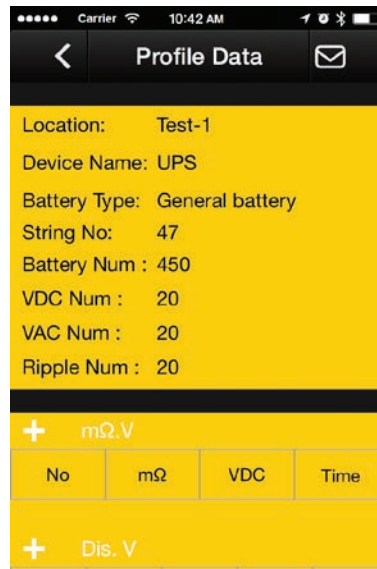 Carrier 10:42 AM
Profile Data
Location: Test-1
Device Name: UPS
Battery Type: General battery
String No: 47
Battery Num : 450
VDC Num : 20
VAC Num : 20
Ripple Num : 20
+ mΩ.V
No mΩ VDC Time
+ Dis. V